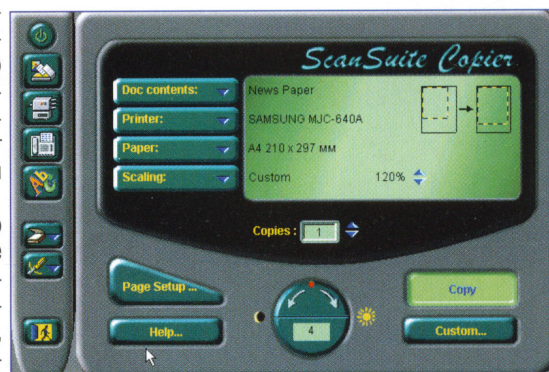 ScanSuite Copier
Doc contents: News Paper
Printer: SAMSUNG MJC-640A
Paper: A4 210 x 297 мм
Scaling: Custom 120%
Copies : 1
Page Setup ...
Copy
4
Help...
Custom...